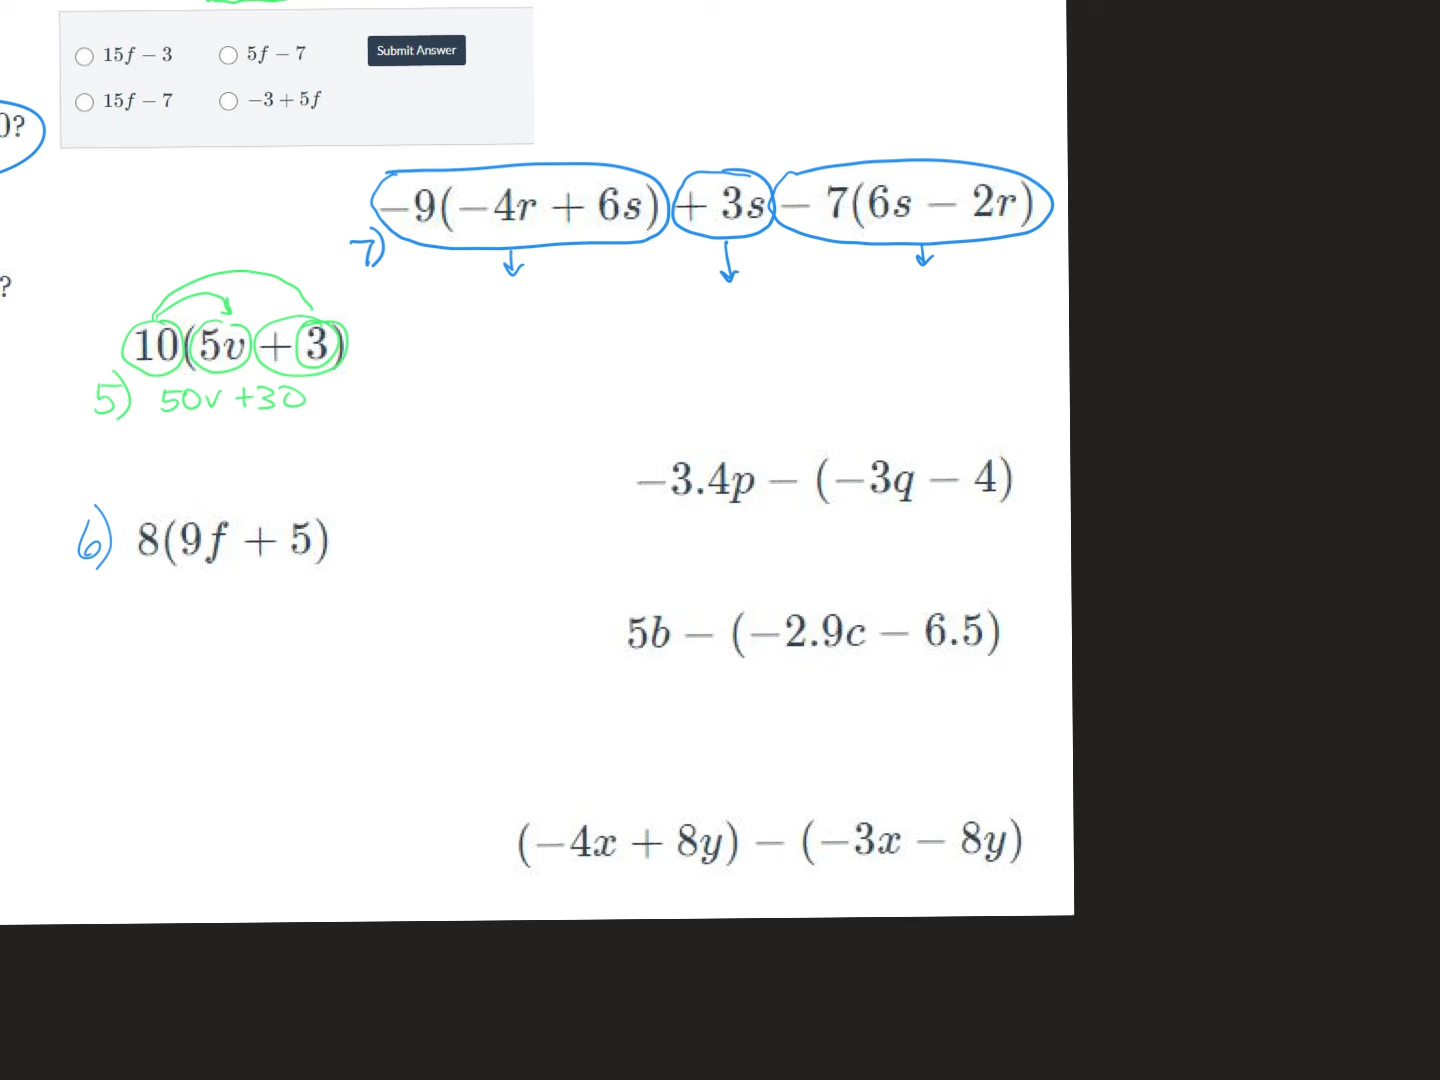 15f − 3
5f − 7
Submit Answer
15f − 7
−3 + 5f
0?
−9(−4r + 6s) + 3s − 7(6s − 2r)
7)
?
10(5v + 3)
5) 50v +30
−3.4p − (−3q − 4)
6) 8(9f + 5)
5b − (−2.9c − 6.5)
(−4x + 8y) − (−3x − 8y)